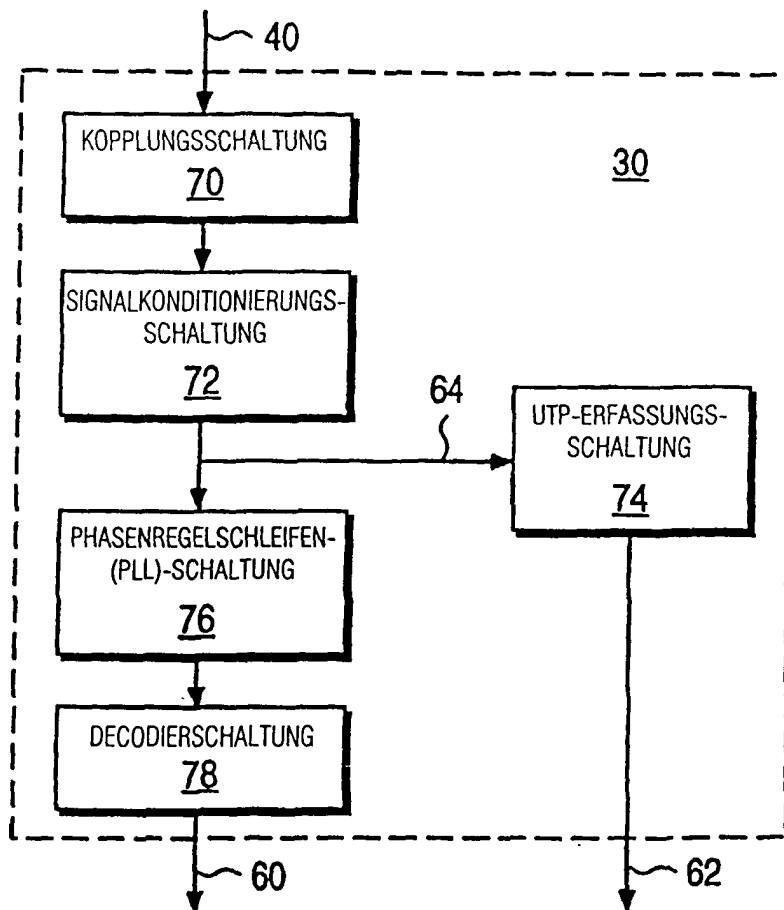 40
KOPPLUNGSSCHALTUNG
70
30
SIGNALKONDITIONIERUNGS-
SCHALTUNG
72
64
UTP-ERFASSUNGS-
SCHALTUNG
74
PHASENREGELSCHLEIFEN-
(PLL)-SCHALTUNG
76
DECODIERSCHALTUNG
78
60
62